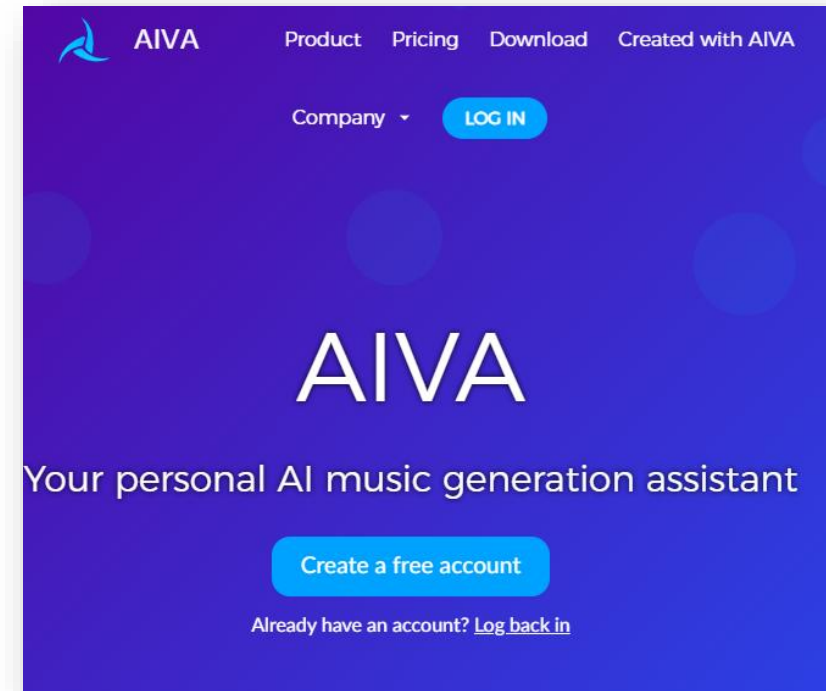 AIVA Product Pricing Download Created with AIVA
Company LOG IN
AIVA
Your personal AI music generation assistant
Create a free account
Already have an account? Log back in